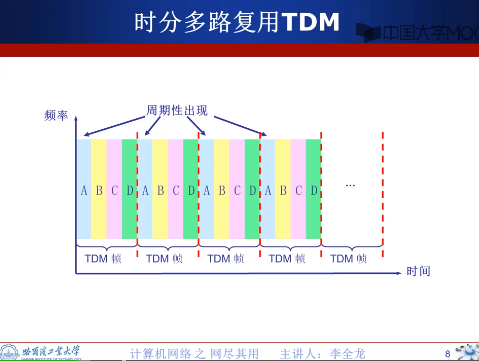 时分多路复用TDM
中国大学MOO
频率
周期性出现
A B C D A B C D A B C D A B C D ...
TDM 帧 TDM 帧 TDM 帧 TDM 帧 TDM 帧
时间
哈尔滨工业大学
计算机网络 之 网尽其用 主讲人：李全龙
8